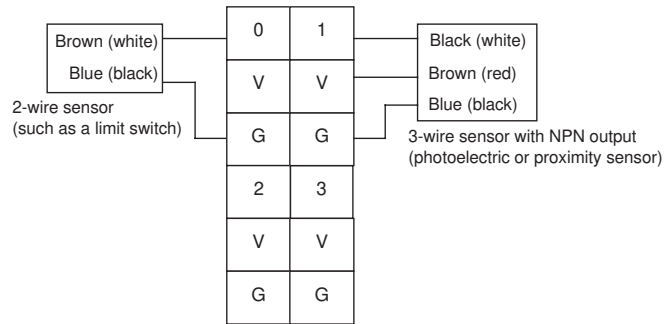 Brown (white)
Blue (black)
2-wire sensor
(such as a limit switch)
0 1
V V
G G
2 3
V V
G G
Black (white)
Brown (red)
Blue (black)
3-wire sensor with NPN output
(photoelectric or proximity sensor)